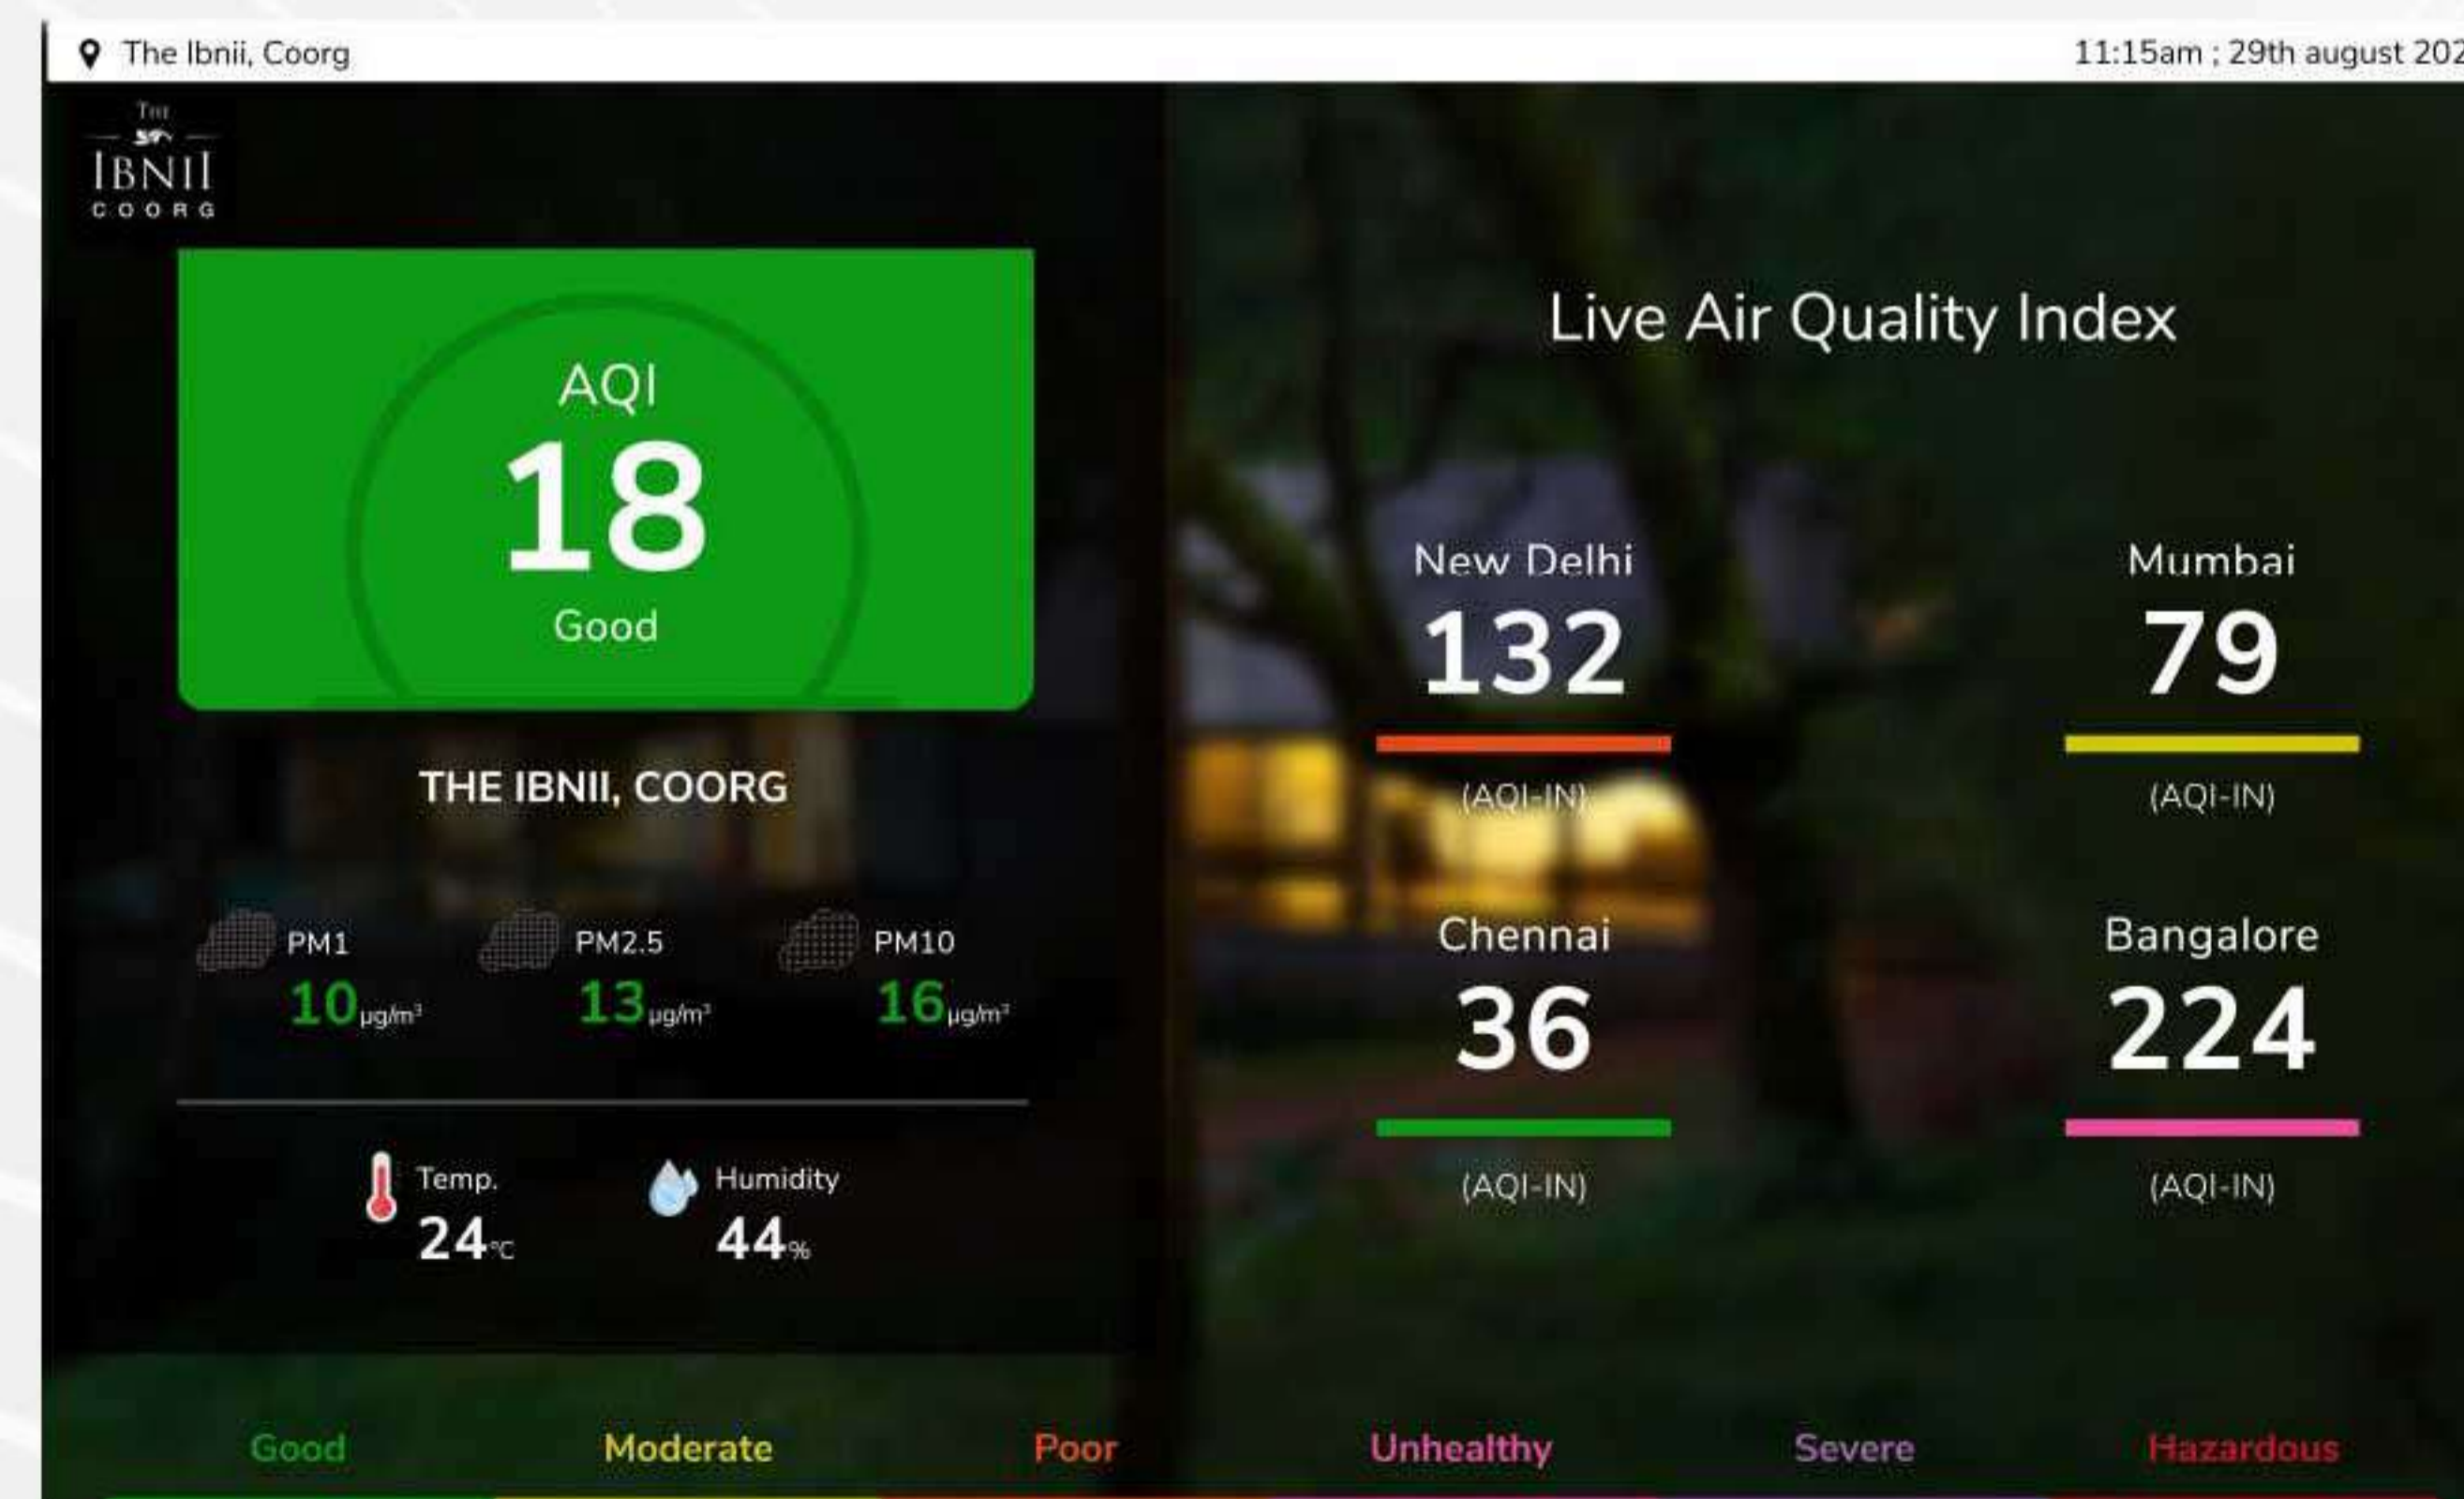 The Ibnii, Coorg
11:15am ; 29th august 202
THE
IBNII
COORG
AQI
18
Good
THE IBNII, COORG
PM1
10 µg/m³
PM2.5
13 µg/m³
PM10
16 µg/m³
Temp.
24 °C
Humidity
44 %
Live Air Quality Index
New Delhi
132
(AQI-IN)
Mumbai
79
(AQI-IN)
Chennai
36
(AQI-IN)
Bangalore
224
(AQI-IN)
Good Moderate Poor Unhealthy Severe Hazardous